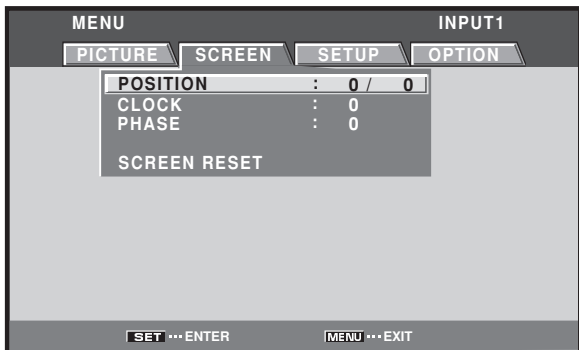 MENU INPUT1
PICTURE SCREEN SETUP OPTION
POSITION : 0 / 0
CLOCK : 0
PHASE : 0
SCREEN RESET
SET ••• ENTER MENU ••• EXIT